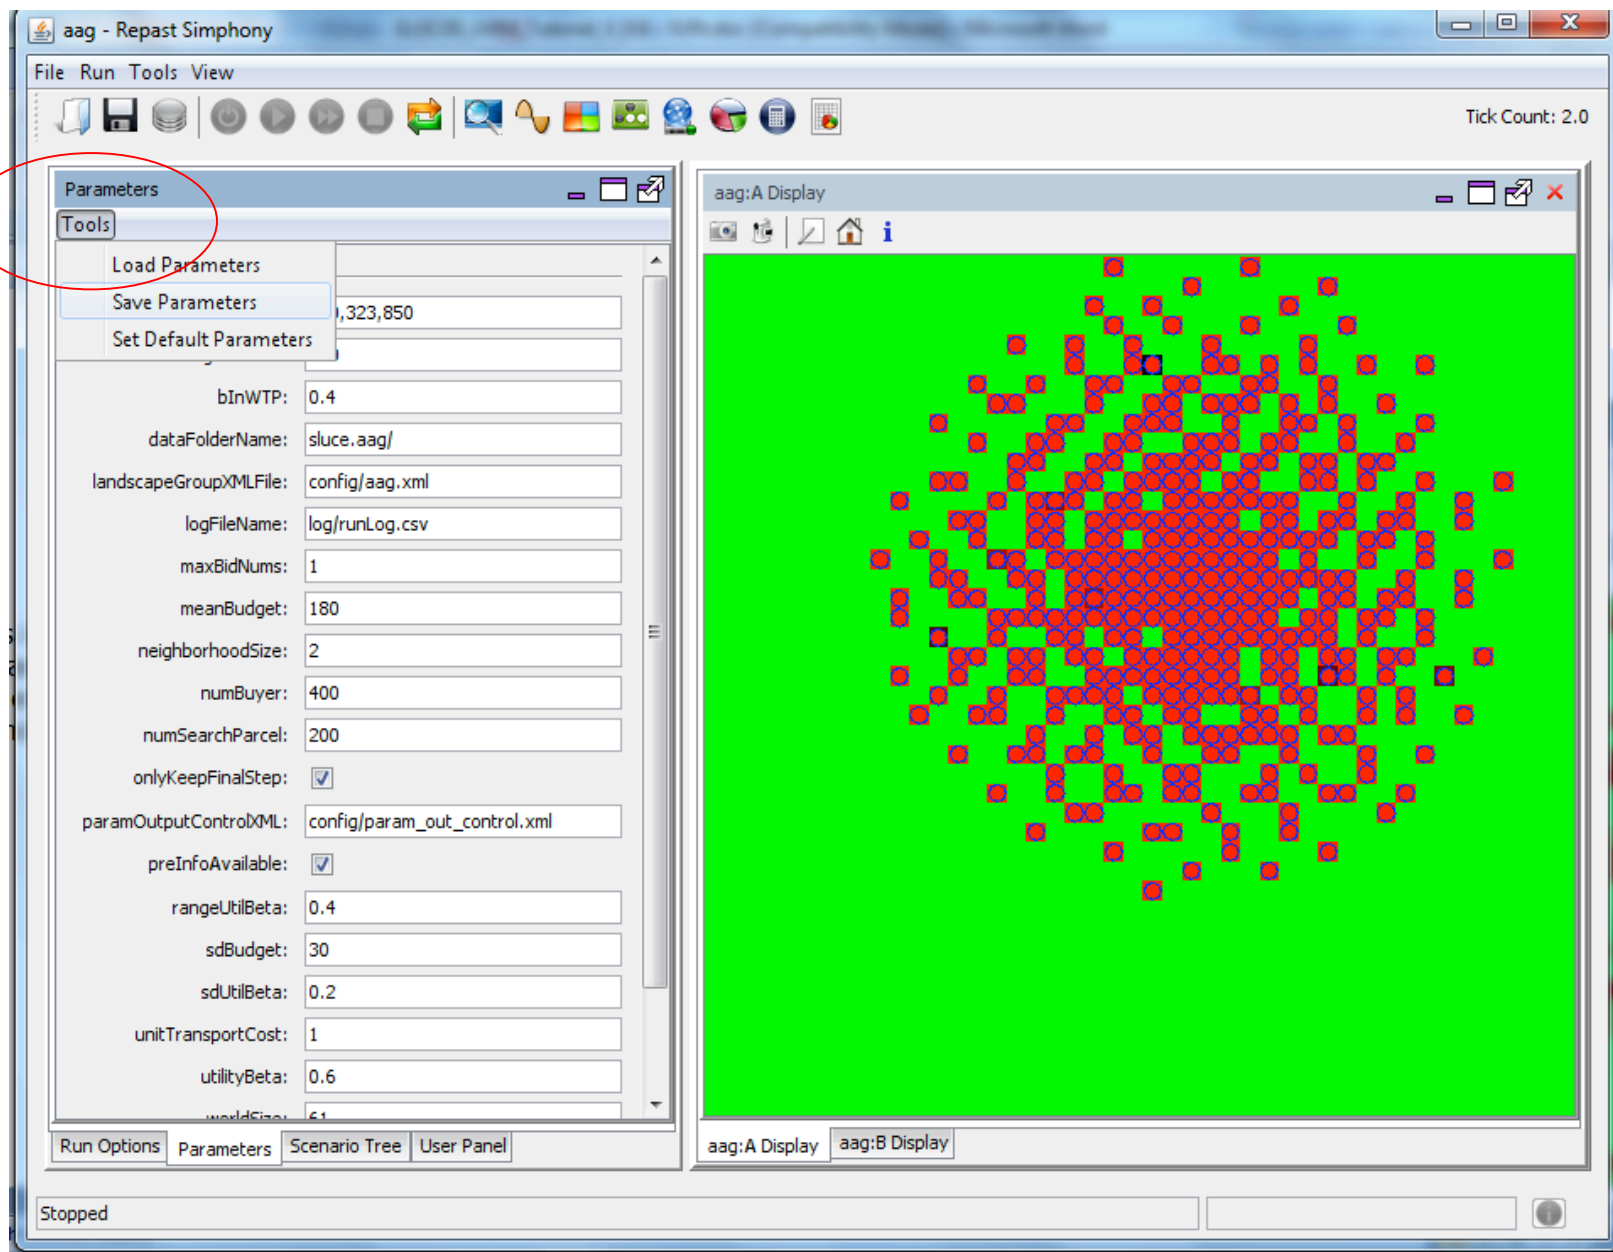 aag - Repast Simphony
File Run Tools View
Tick Count: 2.0
Parameters
Tools
Load Parameters
Save Parameters
Set Default Parameters
,323,850
bInWTP: 0.4
dataFolderName: sluce.aag/
landscapeGroupXMLFile: config/aag.xml
logFileName: log/runLog.csv
maxBidNums: 1
meanBudget: 180
neighborhoodSize: 2
numBuyer: 400
numSearchParcel: 200
onlyKeepFinalStep:
paramOutputControlXML: config/param_out_control.xml
preInfoAvailable:
rangeUtilBeta: 0.4
sdBudget: 30
sdUtilBeta: 0.2
unitTransportCost: 1
utilityBeta: 0.6
worldSize: 61
Run Options Parameters Scenario Tree User Panel
aag:A Display
i
aag:A Display aag:B Display
Stopped